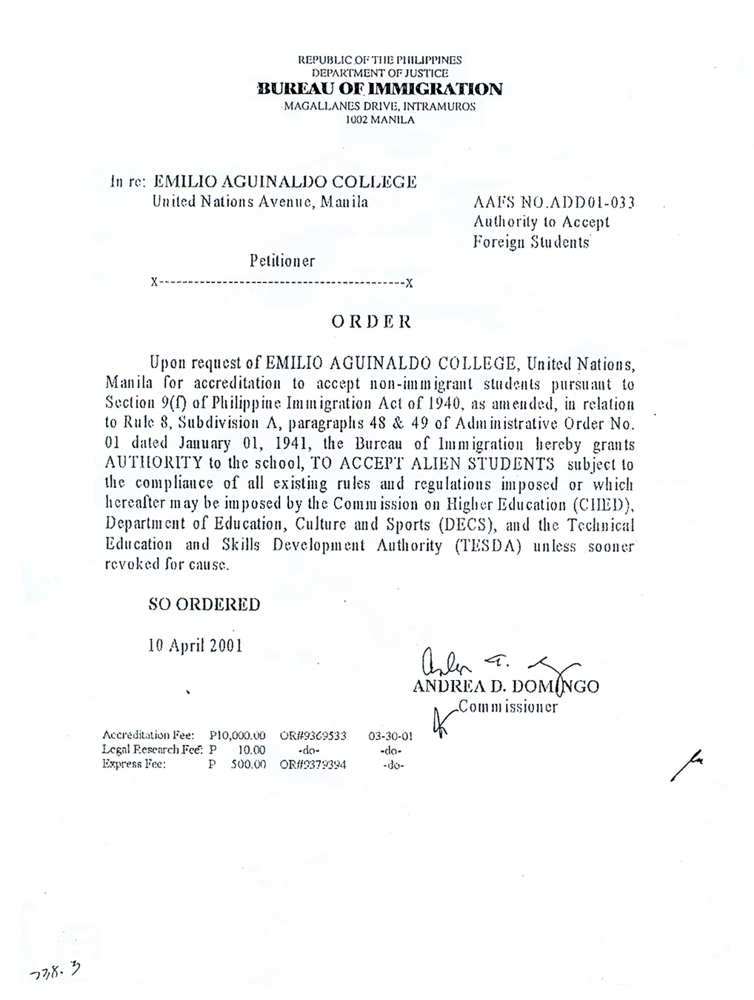 REPUBLIC OF THE PHILIPPINES
DEPARTMENT OF JUSTICE
BUREAU OF IMMIGRATION
MAGALLANES DRIVE, INTRAMUROS
1002 MANILA
In re: EMILIO AGUINALDO COLLEGE
United Nations Avenue, Manila
AAFS NO.ADD01-033
Authority to Accept
Foreign Students
Petitioner
x------------------------------------------x
ORDER
Upon request of EMILIO AGUINALDO COLLEGE, United Nations,
Manila for accreditation to accept non-immigrant students pursuant to
Section 9(f) of Philippine Immigration Act of 1940, as amended, in relation
to Rule 8, Subdivision A, paragraphs 48 & 49 of Administrative Order No.
01 dated January 01, 1941, the Bureau of Immigration hereby grants
AUTHORITY to the school, TO ACCEPT ALIEN STUDENTS subject to
the compliance of all existing rules and regulations imposed or which
hereafter may be imposed by the Commission on Higher Education (CHED),
Department of Education, Culture and Sports (DECS), and the Technical
Education and Skills Development Authority (TESDA) unless sooner
revoked for cause.
SO ORDERED
10 April 2001
ANDREA D. DOMINGO
Commissioner
Accreditation Fee: P10,000.00 OR#9369533 03-30-01
Legal Research Fee: P 10.00 -do- -do-
Express Fee: P 500.00 OR#9379394 -do-